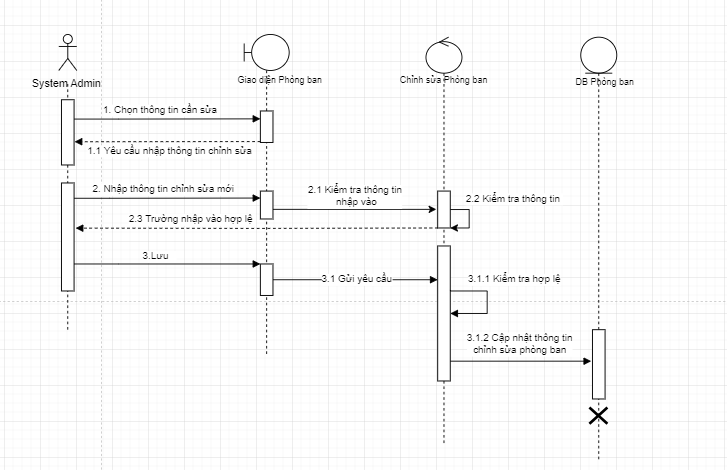 System Admin
Giao diện Phòng ban
Chỉnh sửa Phòng ban
DB Phòng ban
1. Chọn thông tin cần sửa
1.1 Yêu cầu nhập thông tin chỉnh sửa
2. Nhập thông tin chỉnh sửa mới
2.1 Kiểm tra thông tin
nhập vào
2.2 Kiểm tra thông tin
2.3 Trường nhập vào hợp lệ
3.Lưu
3.1 Gửi yêu cầu
3.1.1 Kiểm tra hợp lệ
3.1.2 Cập nhật thông tin
chỉnh sửa phòng ban